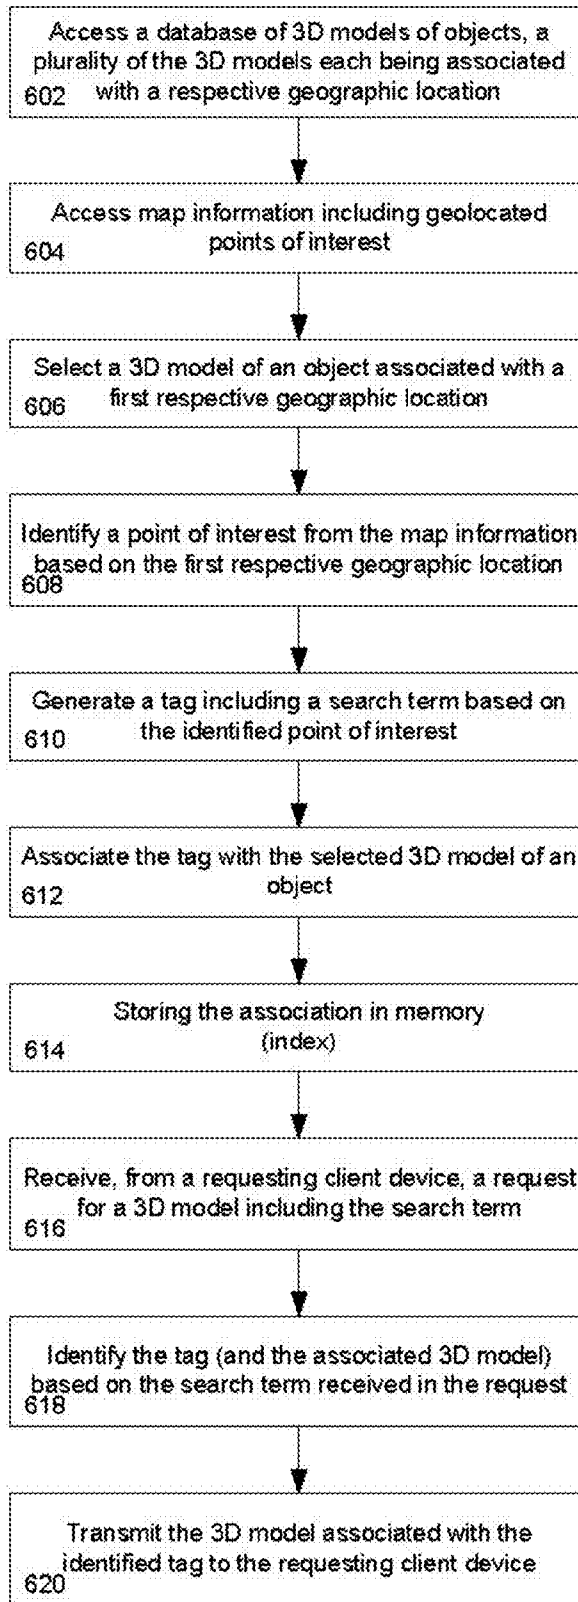 Access a database of 3D models of objects, a
plurality of the 3D models each being associated
with a respective geographic location
602
Access map information including geolocated
points of interest
604
Select a 3D model of an object associated with a
first respective geographic location
606
Identify a point of interest from the map information
based on the first respective geographic location
608
Generate a tag including a search term based on
the identified point of interest
610
Associate the tag with the selected 3D model of an
object
612
Storing the association in memory
(index)
614
Receive, from a requesting client device, a request
for a 3D model including the search term
616
Identify the tag (and the associated 3D model)
based on the search term received in the request
618
Transmit the 3D model associated with the
identified tag to the requesting client device
620